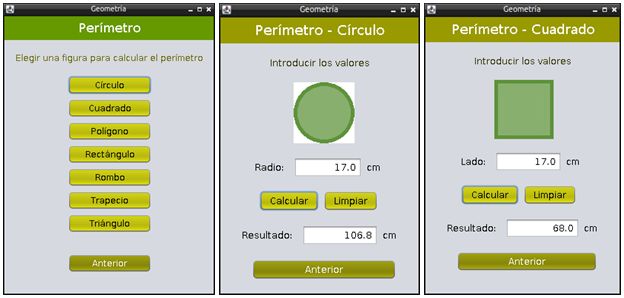 Geometría
Perímetro
Elegir una figura para calcular el perímetro
Círculo
Cuadrado
Polígono
Rectángulo
Rombo
Trapecio
Triángulo
Anterior
Geometría
Perímetro - Círculo
Introducir los valores
Radio: 17.0 cm
Calcular Limpiar
Resultado: 106.8 cm
Anterior
Geometría
Perímetro - Cuadrado
Introducir los valores
Lado: 17.0 cm
Calcular Limpiar
Resultado: 68.0 cm
Anterior